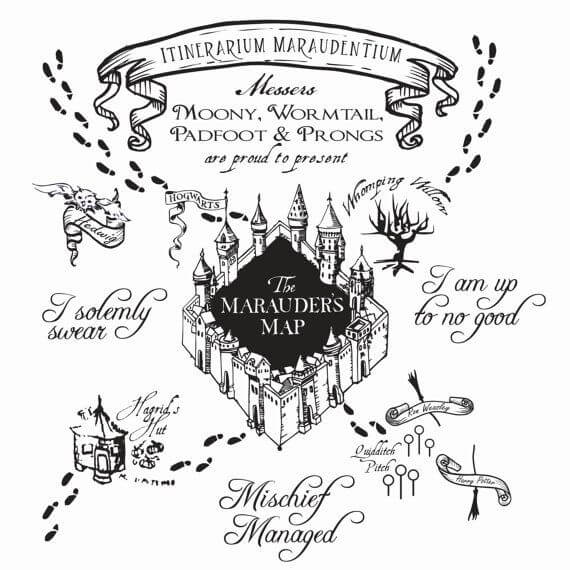 ITINERARIUM MARAUDENTIUM
Messers
MOONY, WORMTAIL,
PADFOOT & PRONGS
are proud to present
Hedwig
HOGWARTS
Whomping Willow
The
MARAUDER'S
MAP
I solemly
swear
I am up
to no good
Hagrid's
Hut
Ron Weasley
Quidditch
Pitch
Harry Potter
Mischief
Managed